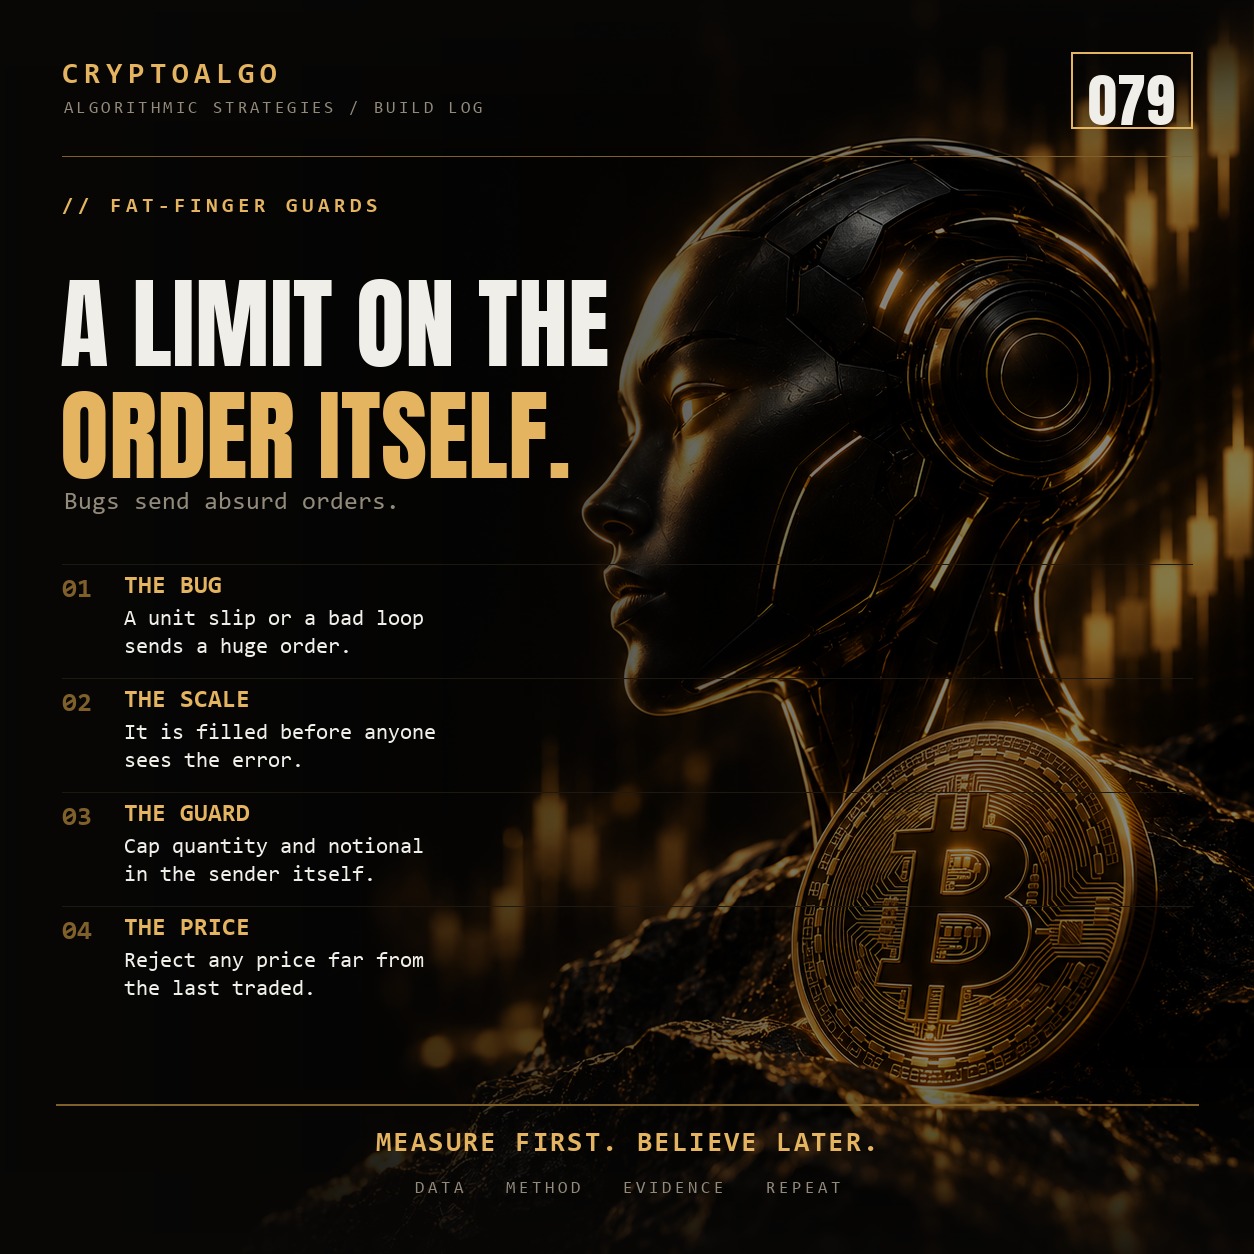 CRYPTOALGO
ALGORITHMIC STRATEGIES / BUILD LOG
079
// FAT-FINGER GUARDS
A LIMIT ON THE
ORDER ITSELF.
Bugs send absurd orders.
01 THE BUG
A unit slip or a bad loop
sends a huge order.
02 THE SCALE
It is filled before anyone
sees the error.
03 THE GUARD
Cap quantity and notional
in the sender itself.
04 THE PRICE
Reject any price far from
the last traded.
MEASURE FIRST. BELIEVE LATER.
DATA METHOD EVIDENCE REPEAT